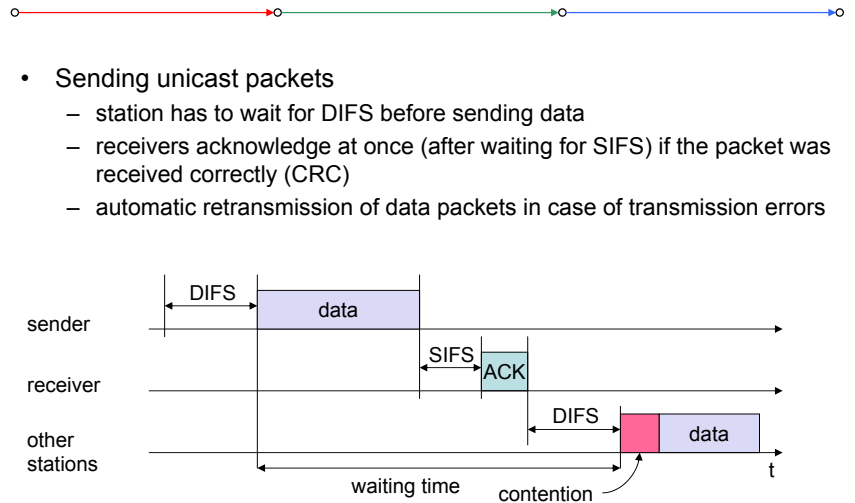 • Sending unicast packets
– station has to wait for DIFS before sending data
– receivers acknowledge at once (after waiting for SIFS) if the packet was
received correctly (CRC)
– automatic retransmission of data packets in case of transmission errors
DIFS
data
sender
SIFS
ACK
receiver
DIFS
data
other
stations
t
waiting time
contention